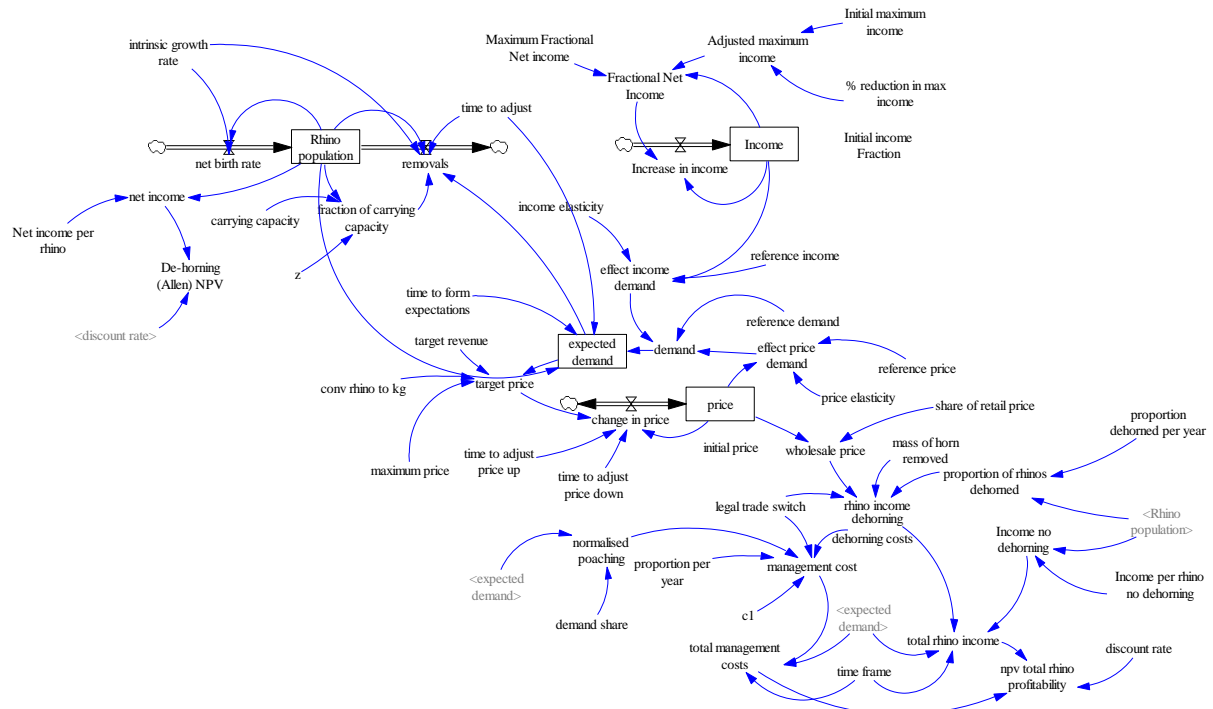 Initial maximum
income
intrinsic growth
rate
Maximum Fractional
Net income
Adjusted maximum
income
Fractional Net
Income
% reduction in max
income
time to adjust
Rhino
population
net birth rate
removals
Income
Initial income
Fraction
Increase in income
net income
carrying capacity
fraction of carrying
capacity
income elasticity
Net income per
rhino
De-horning
(Allen) NPV
z
effect income
demand
reference income
<discount rate>
time to form
expectations
reference demand
target revenue
expected
demand
demand
effect price
demand
reference price
conv rhino to kg
target price
price elasticity
price
change in price
share of retail price
proportion
dehorned per year
maximum price
time to adjust
price up
time to adjust
price down
initial price
wholesale price
mass of horn
removed
proportion of rhinos
dehorned
legal trade switch
rhino income
dehorning
<Rhino
population>
dehorning costs
Income no
dehorning
normalised
poaching
<expected
demand>
proportion per
year
management cost
Income per rhino
no dehorning
demand share
c1
<expected
demand>
total management
costs
total rhino income
time frame
npv total rhino
profitability
discount rate